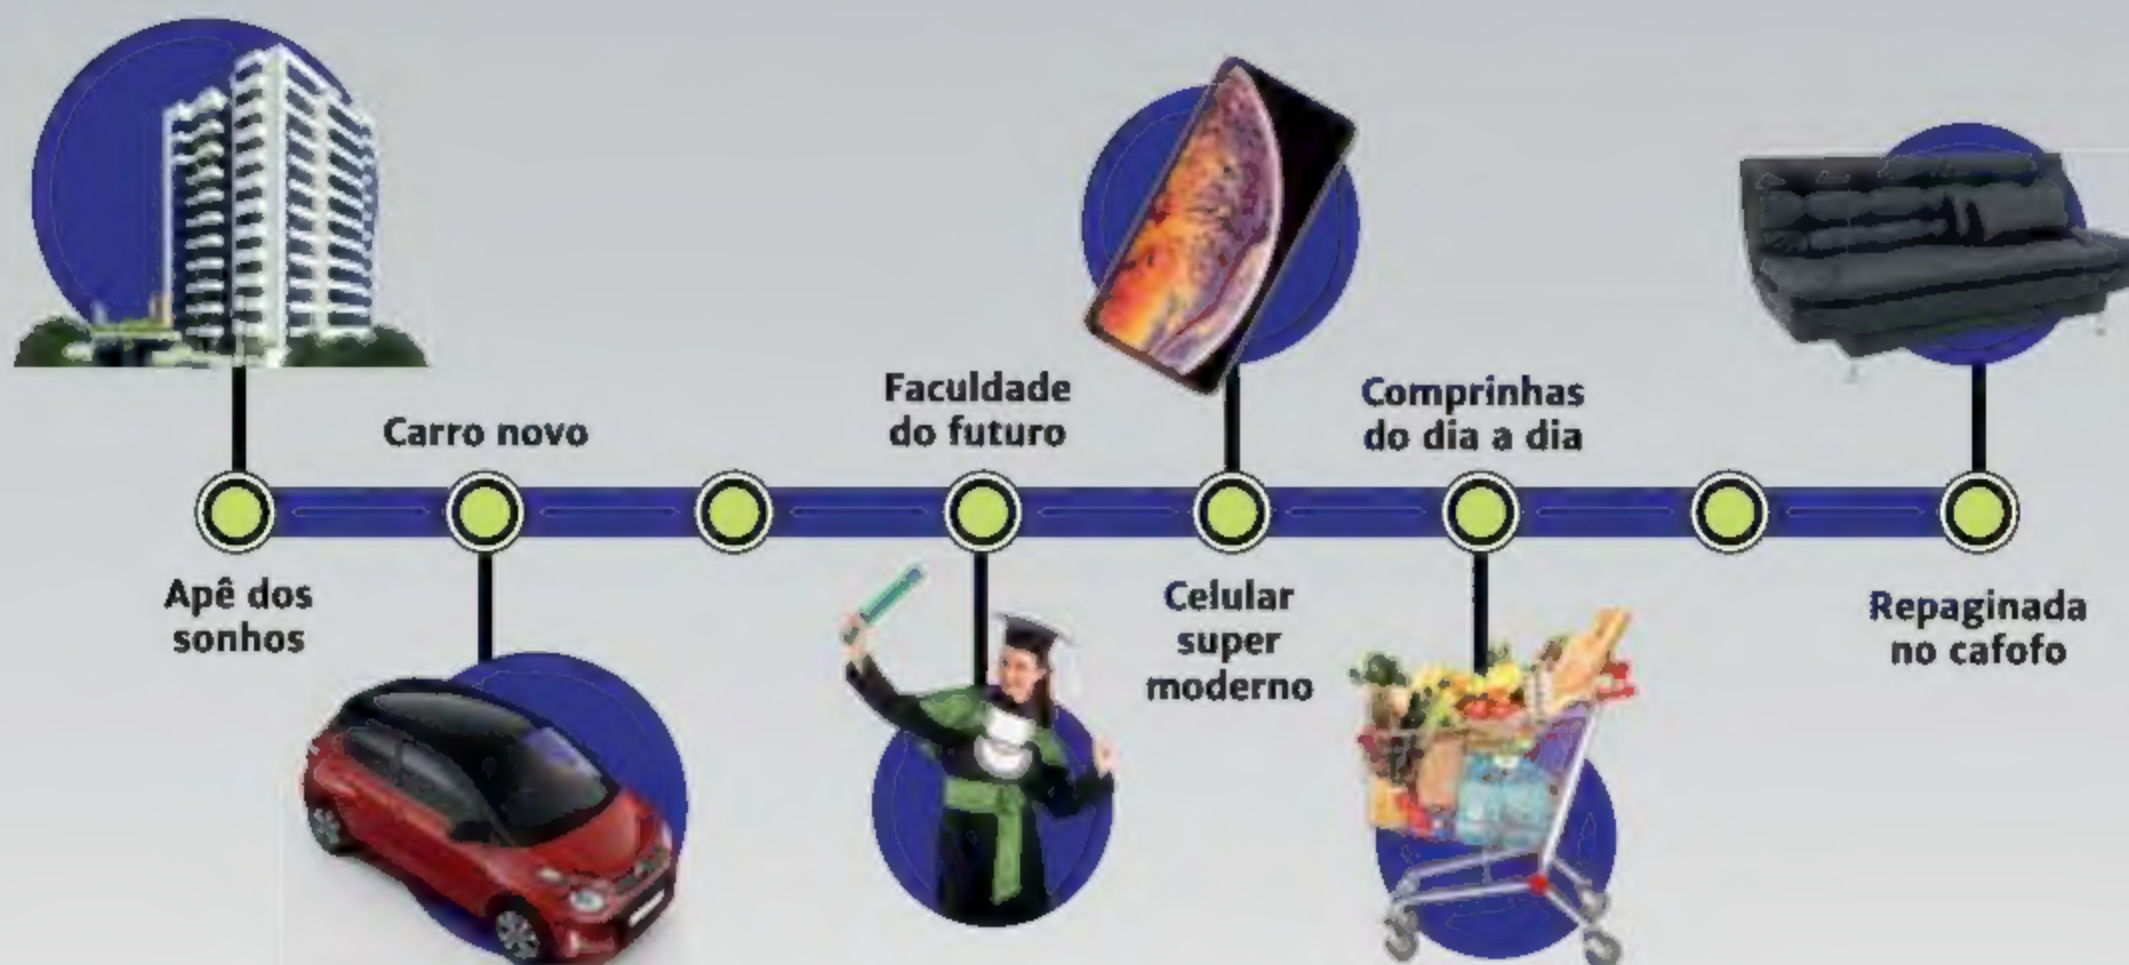 Apê dos
sonhos
Carro novo
Faculdade
do futuro
Celular
super
moderno
Comprinhas
do dia a dia
Repaginada
no cafofo